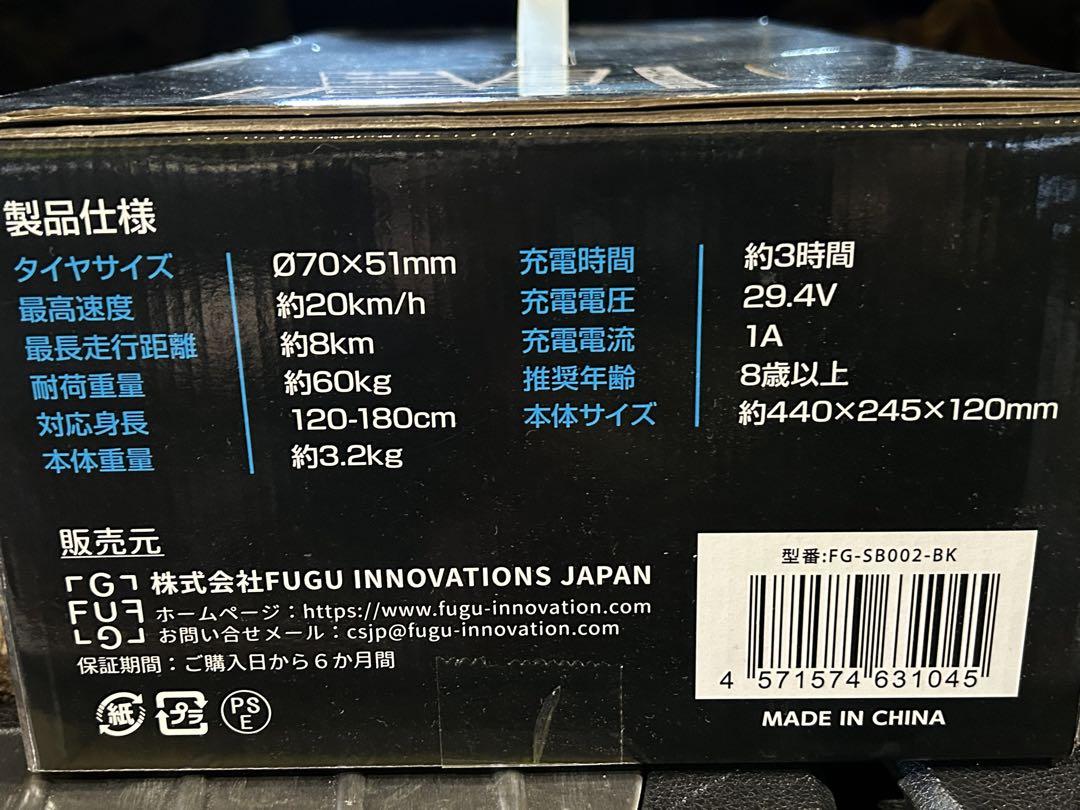 製品仕様
タイヤサイズ Ø70×51mm
最高速度 約20km/h
最長走行距離 約8km
耐荷重量 約60kg
対応身長 120-180cm
本体重量 約3.2kg
充電時間 約3時間
充電電圧 29.4V
充電電流 1A
推奨年齢 8歳以上
本体サイズ 約440×245×120mm
販売元
FUGU 株式会社FUGU INNOVATIONS JAPAN
ホームページ：https://www.fugu-innovation.com
お問い合せメール：csjp@fugu-innovation.com
保証期間：ご購入日から6か月間
紙 プラ PSE
型番:FG-SB002-BK
4 571574 631045
MADE IN CHINA